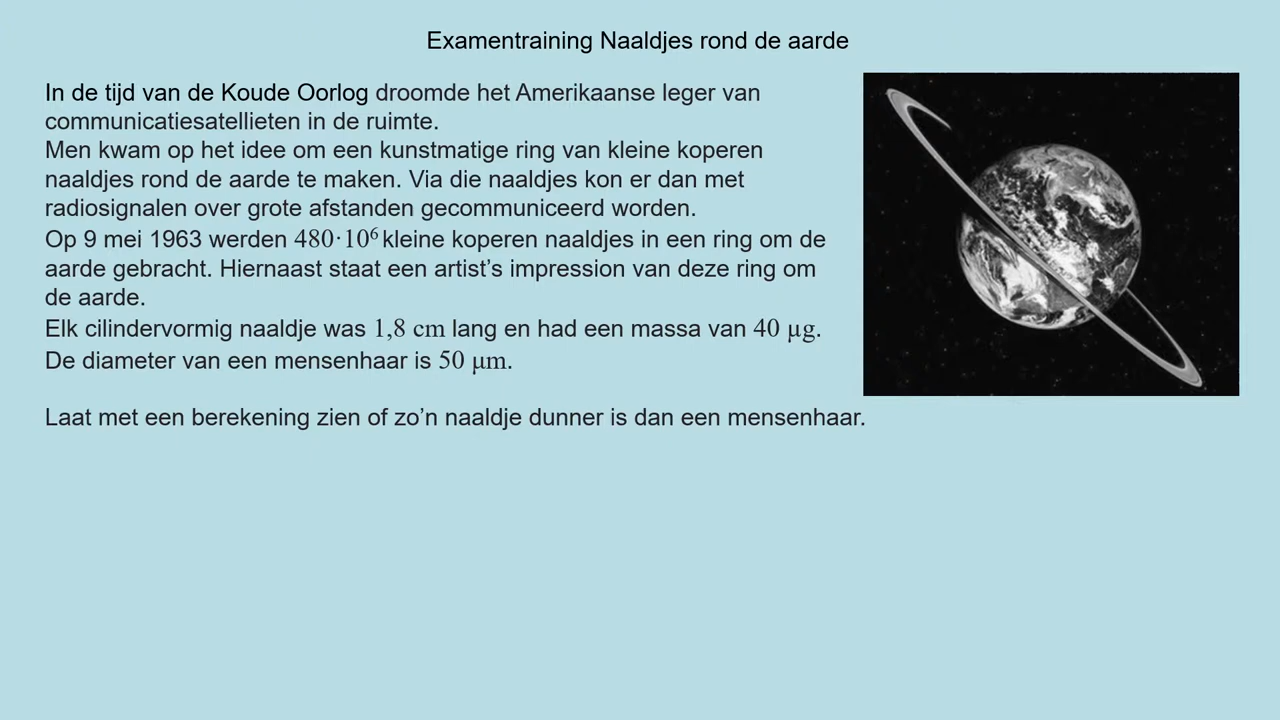 Examentraining Naaldjes rond de aarde
In de tijd van de Koude Oorlog droomde het Amerikaanse leger van
communicatiesatellieten in de ruimte.
Men kwam op het idee om een kunstmatige ring van kleine koperen
naaldjes rond de aarde te maken. Via die naaldjes kon er dan met
radiosignalen over grote afstanden gecommuniceerd worden.
Op 9 mei 1963 werden 480·10⁶ kleine koperen naaldjes in een ring om de
aarde gebracht. Hiernaast staat een artist’s impression van deze ring om
de aarde.
Elk cilindervormig naaldje was 1,8 cm lang en had een massa van 40 µg.
De diameter van een mensenhaar is 50 µm.
Laat met een berekening zien of zo’n naaldje dunner is dan een mensenhaar.